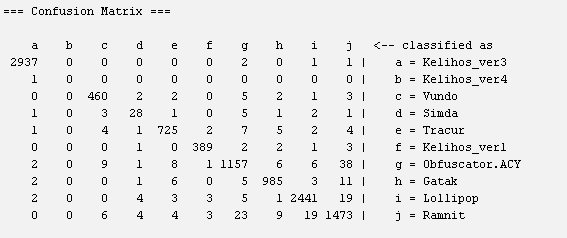 === Confusion Matrix ===
a b c d e f g h i j <-- classified as
2937 0 0 0 0 0 2 0 1 1 | a = Kelihos_ver3
1 0 0 0 0 0 0 0 0 0 | b = Kelihos_ver4
0 0 460 2 2 0 5 2 1 3 | c = Vundo
1 0 3 28 1 0 5 1 2 1 | d = Simda
1 0 4 1 725 2 7 5 2 4 | e = Tracur
0 0 0 1 0 389 2 2 1 3 | f = Kelihos_ver1
2 0 9 1 8 1 1157 6 6 38 | g = Obfuscator.ACY
2 0 0 1 6 0 5 985 3 11 | h = Gatak
2 0 0 4 3 3 5 1 2441 19 | i = Lollipop
0 0 6 4 4 3 23 9 19 1473 | j = Ramnit